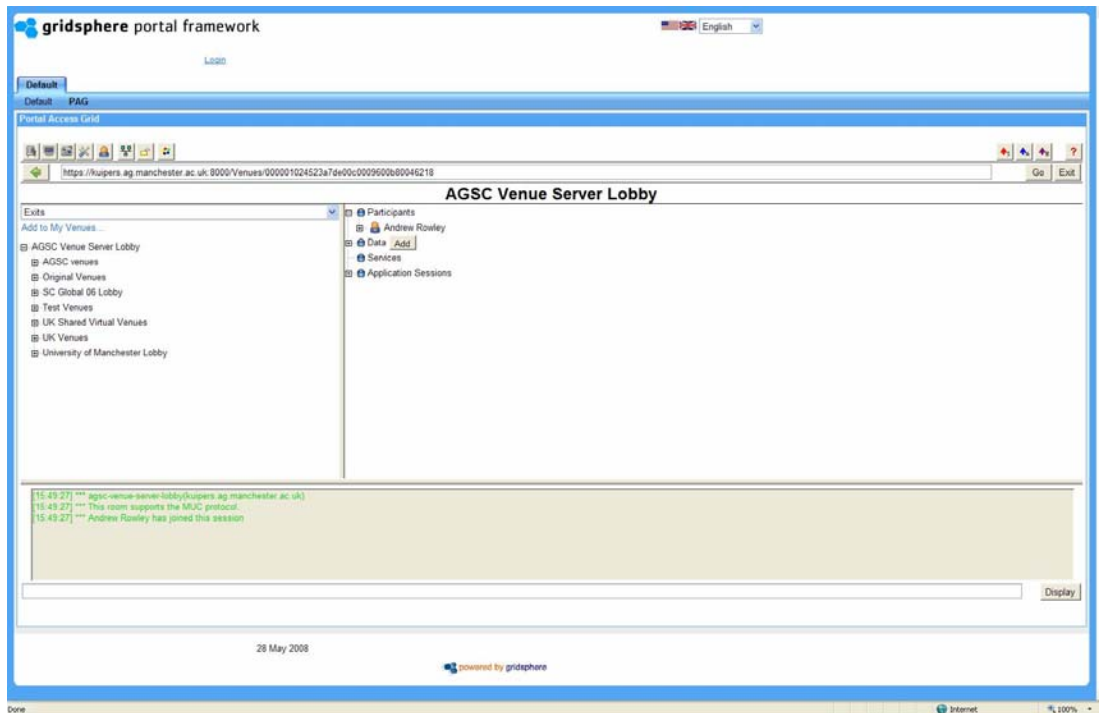 gridsphere portal framework
English
Login
Default
Default PAG
Portal Access Grid
?
https://kuipers.ag.manchester.ac.uk:8000/Venues/000001024523a7de00c0009600b80046218
Go Exit
AGSC Venue Server Lobby
Exits
Add to My Venues...
AGSC Venue Server Lobby
AGSC venues
Original Venues
SC Global 06 Lobby
Test Venues
UK Shared Virtual Venues
UK Venues
University of Manchester Lobby
Participants
Andrew Rowley
Data Add
Services
Application Sessions
[15:49:27] *** agsc-venue-server-lobby(kuipers.ag.manchester.ac.uk)
[15:49:27] *** This room supports the MUC protocol.
[15:49:27] *** Andrew Rowley has joined this session
Display
28 May 2008
powered by gridsphere
Done
Internet
100%